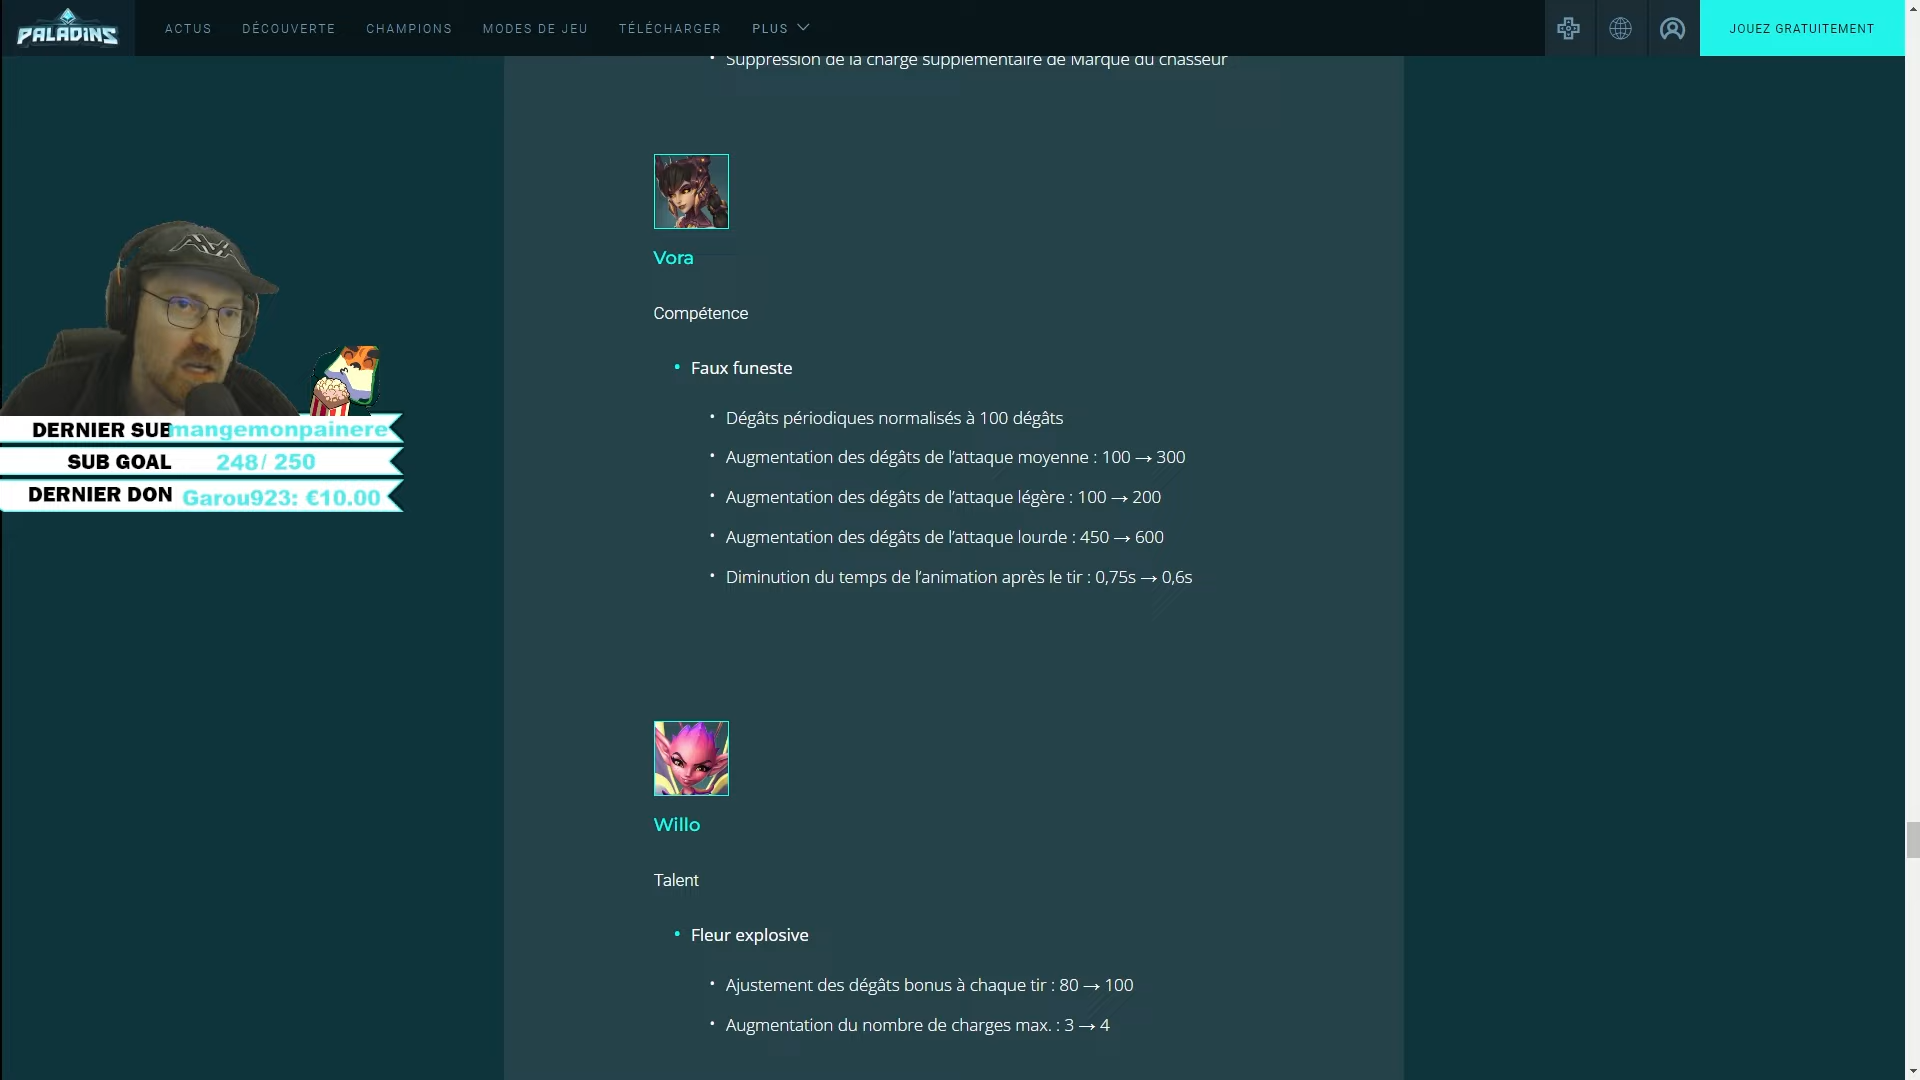 PALADINS
ACTUS
DÉCOUVERTE
CHAMPIONS
MODES DE JEU
TÉLÉCHARGER
PLUS
JOUEZ GRATUITEMENT
• Suppression de la charge supplémentaire de Marque du chasseur
Vora
Compétence
• Faux funeste
• Dégâts périodiques normalisés à 100 dégâts
• Augmentation des dégâts de l’attaque moyenne : 100 → 300
• Augmentation des dégâts de l’attaque légère : 100 → 200
• Augmentation des dégâts de l’attaque lourde : 450 → 600
• Diminution du temps de l’animation après le tir : 0,75s → 0,6s
DERNIER SUB mangemonpainere
SUB GOAL 248/ 250
DERNIER DON Garou923: €10.00
Willo
Talent
• Fleur explosive
• Ajustement des dégâts bonus à chaque tir : 80 → 100
• Augmentation du nombre de charges max. : 3 → 4